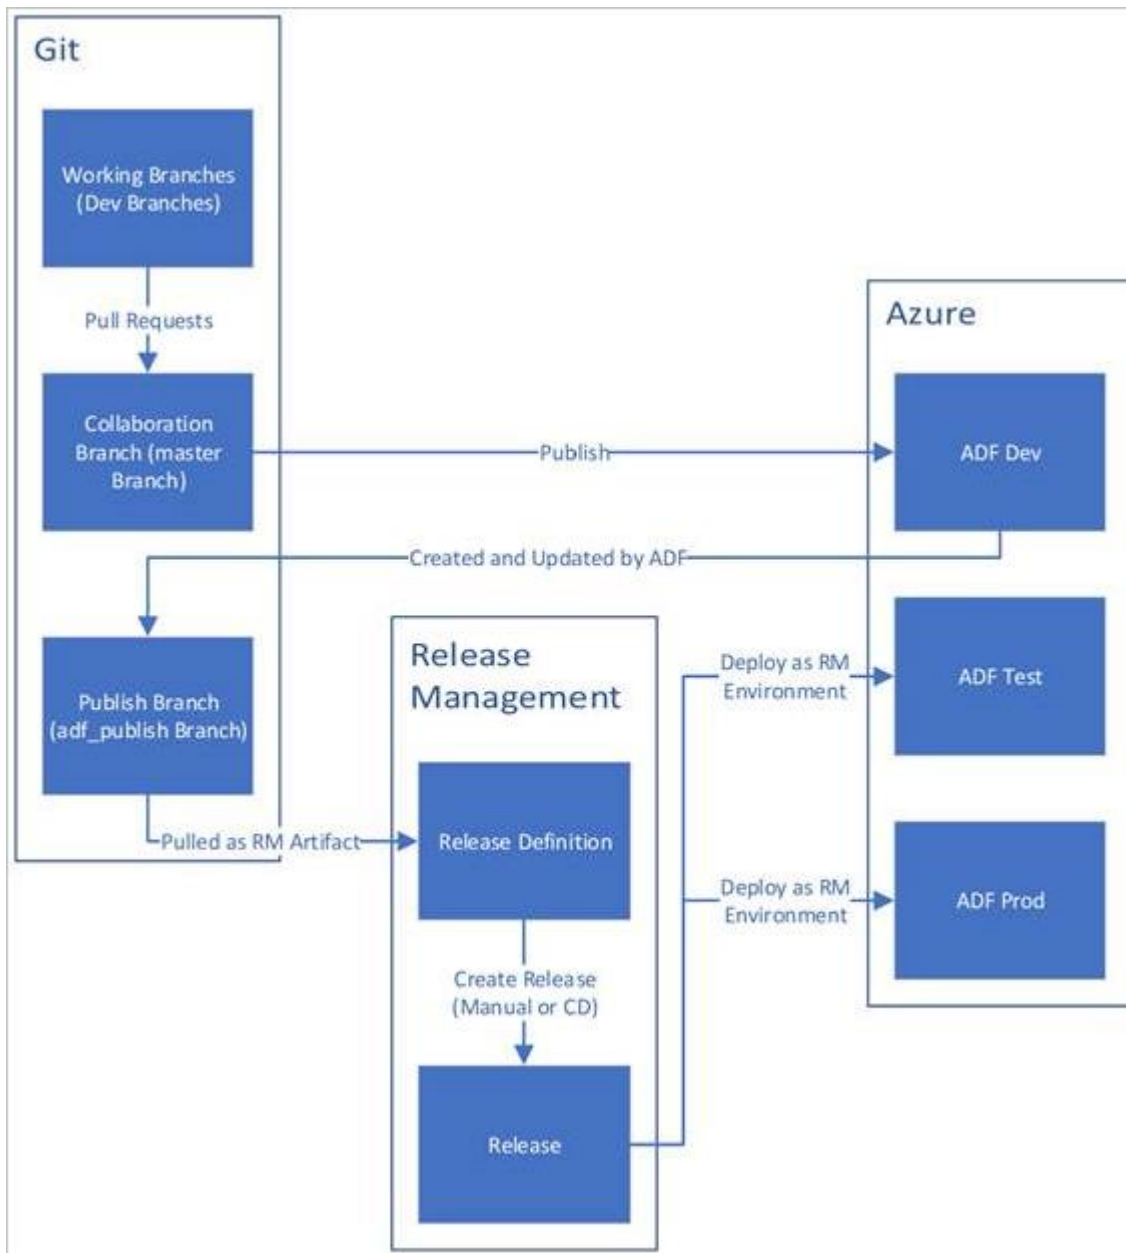 Git
Working Branches
(Dev Branches)
Pull Requests
Collaboration
Branch (master
Branch)
Publish
Azure
ADF Dev
Created and Updated by ADF
Publish Branch
(adf_publish Branch)
Pulled as RM Artifact
Release
Management
Release Definition
Create Release
(Manual or CD)
Release
Deploy as RM
Environment
ADF Test
Deploy as RM
Environment
ADF Prod